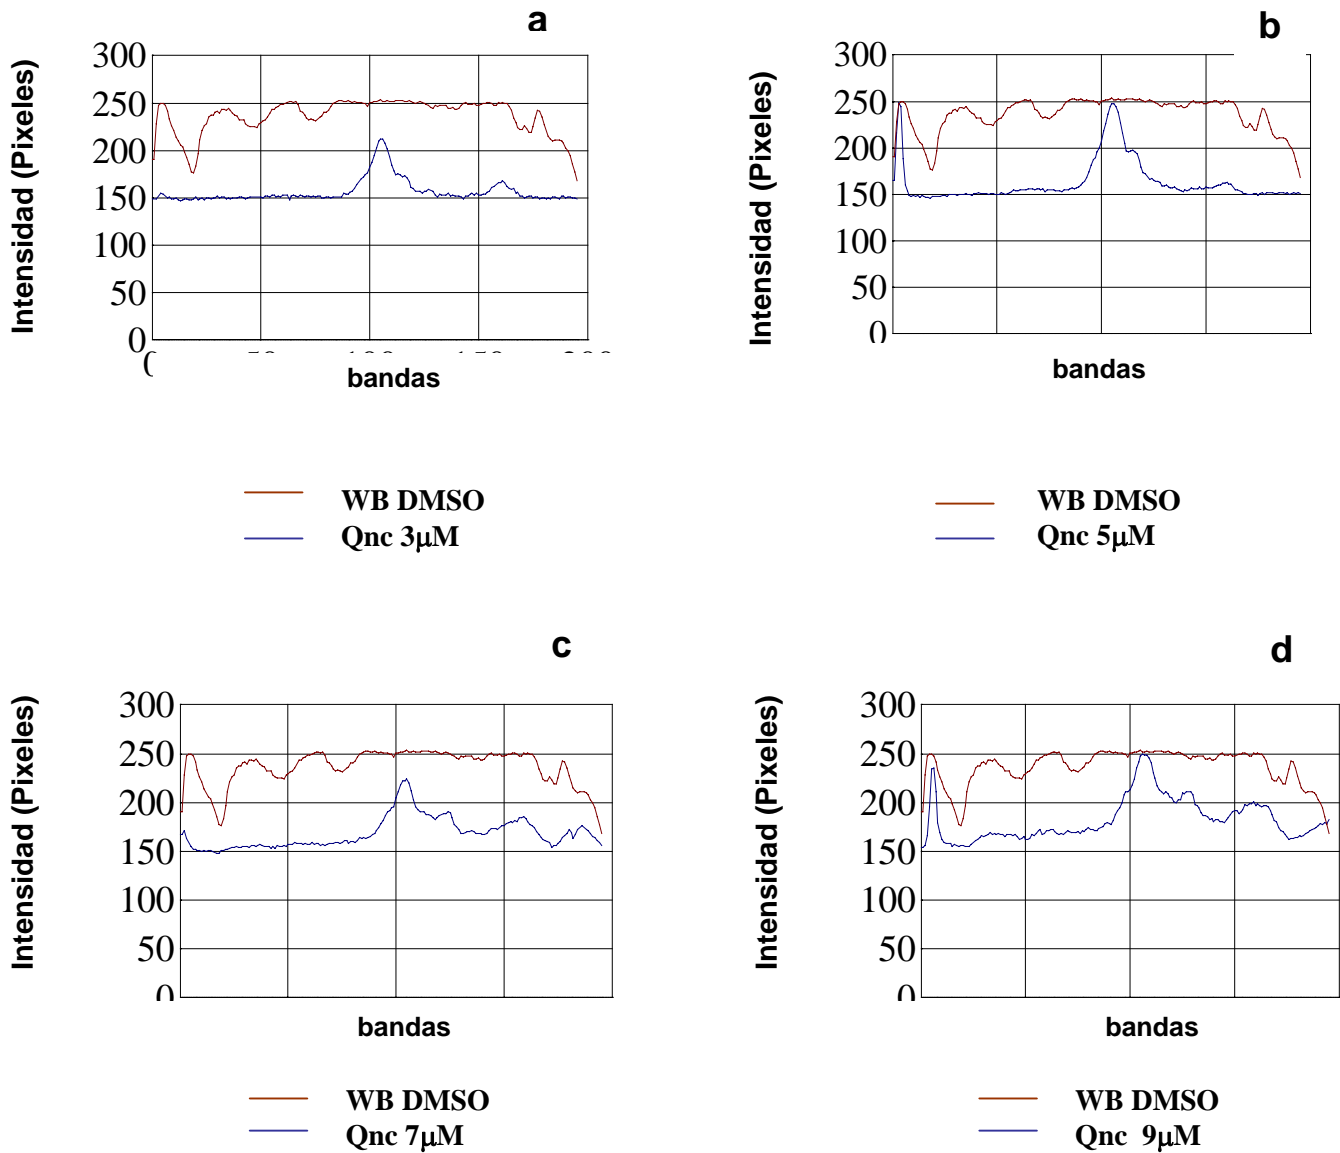 a
b
Intensidad (Pixeles)
300
250
200
150
100
50
0
bandas
Intensidad (Pixeles)
300
250
200
150
100
50
0
bandas
WB DMSO
Qnc 3μM
WB DMSO
Qnc 5μM
c
d
Intensidad (Pixeles)
300
250
200
150
100
50
0
bandas
Intensidad (Pixeles)
300
250
200
150
100
50
0
bandas
WB DMSO
Qnc 7μM
WB DMSO
Qnc 9μM